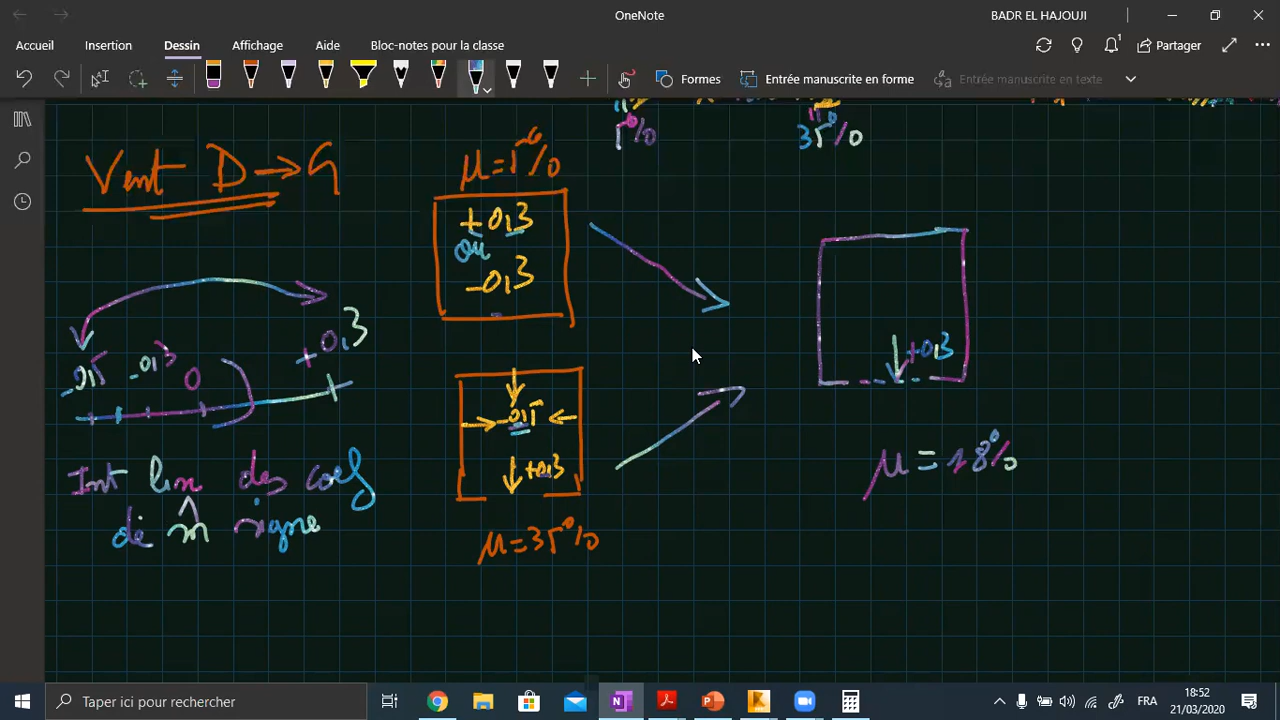 OneNote
BADR EL HAJOUJI
Accueil Insertion Dessin Affichage Aide Bloc-notes pour la classe
Partager
Formes Entrée manuscrite en forme Entrée manuscrite en texte
5% 35%
Vent D→G
μ=5%
+0,3
ou
-0,3
-0,5 -0,3 0 +0,3
Int lin des coef
de m̂ signe
-0,5
+0,3
μ=35%
+0,3
μ=18%
Taper ici pour rechercher
FRA
18:52
21/03/2020